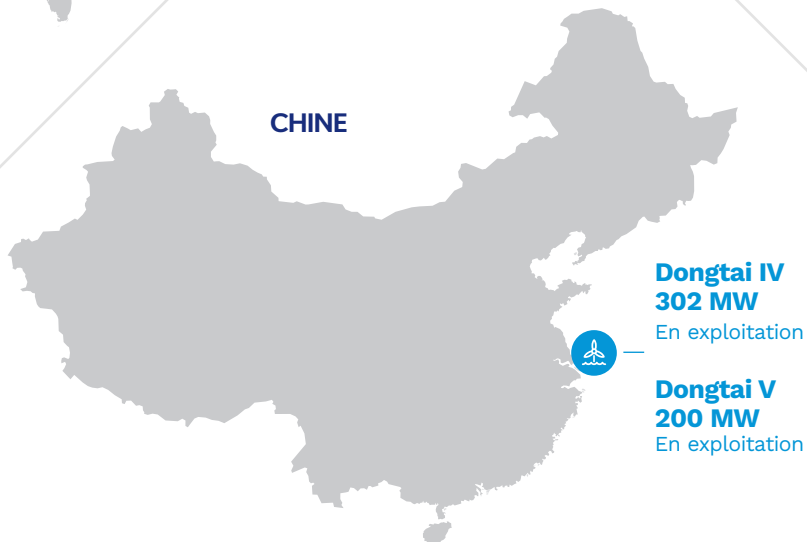 CHINE
Dongtai IV
302 MW
En exploitation
Dongtai V
200 MW
En exploitation